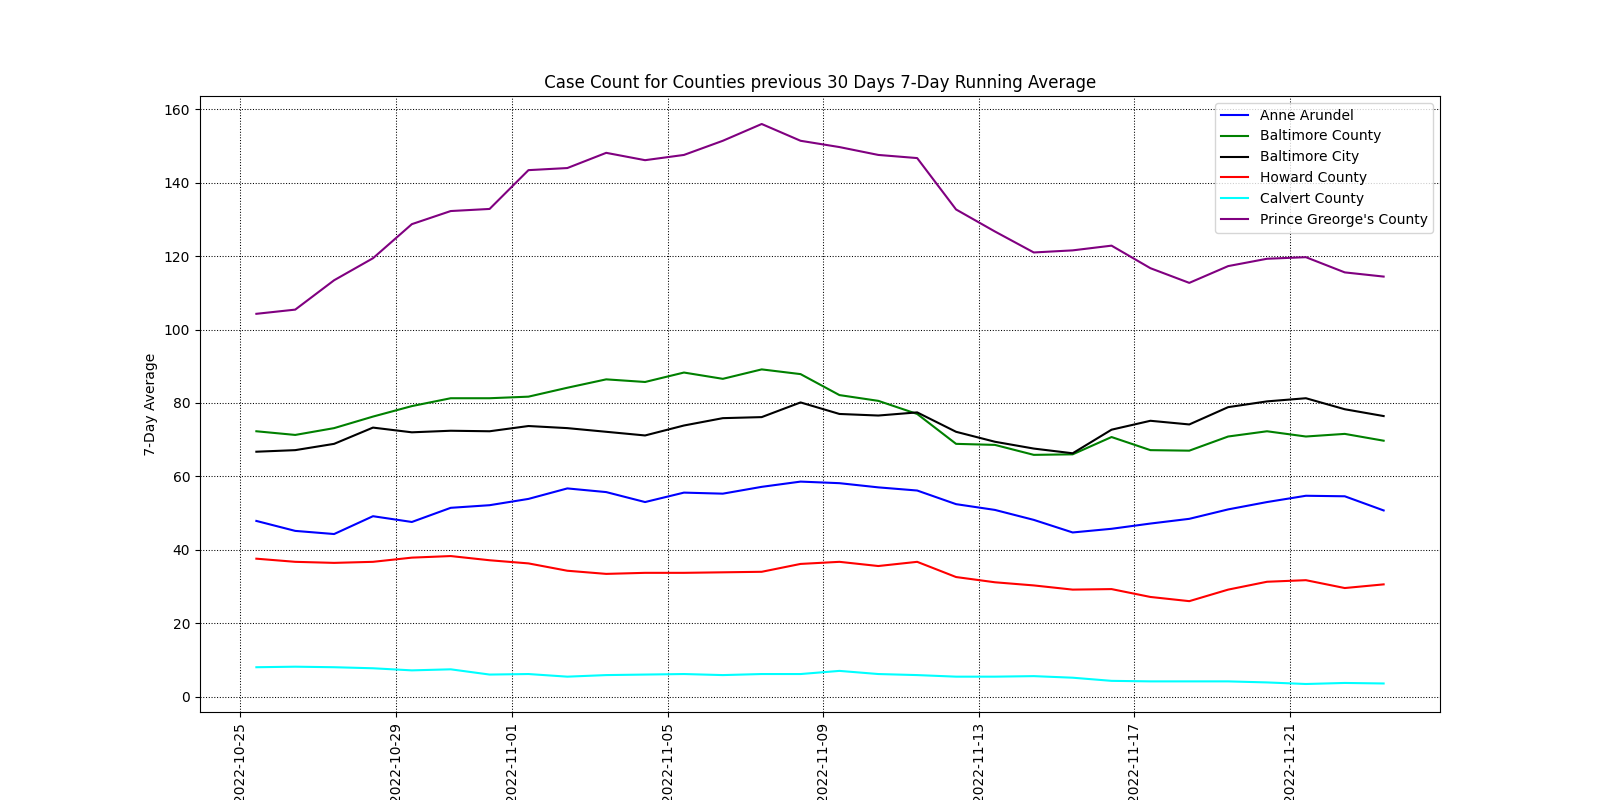 Case Count for Counties previous 30 Days 7-Day Running Average
160
140
120
100
80
60
40
20
0
7-Day Average
Anne Arundel
Baltimore County
Baltimore City
Howard County
Calvert County
Prince Greorge's County
2022-10-25
2022-10-29
2022-11-01
2022-11-05
2022-11-09
2022-11-13
2022-11-17
2022-11-21